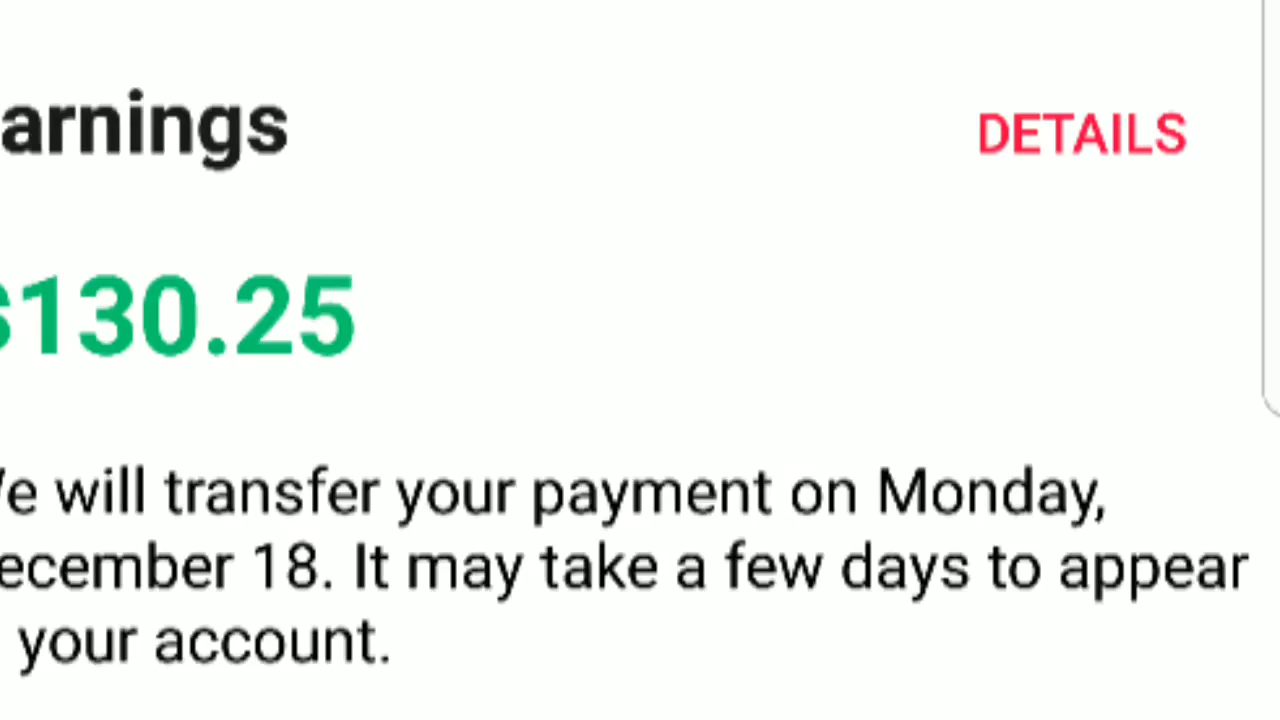 arnings
DETAILS
$130.25
e will transfer your payment on Monday,
ecember 18. It may take a few days to appear
your account.